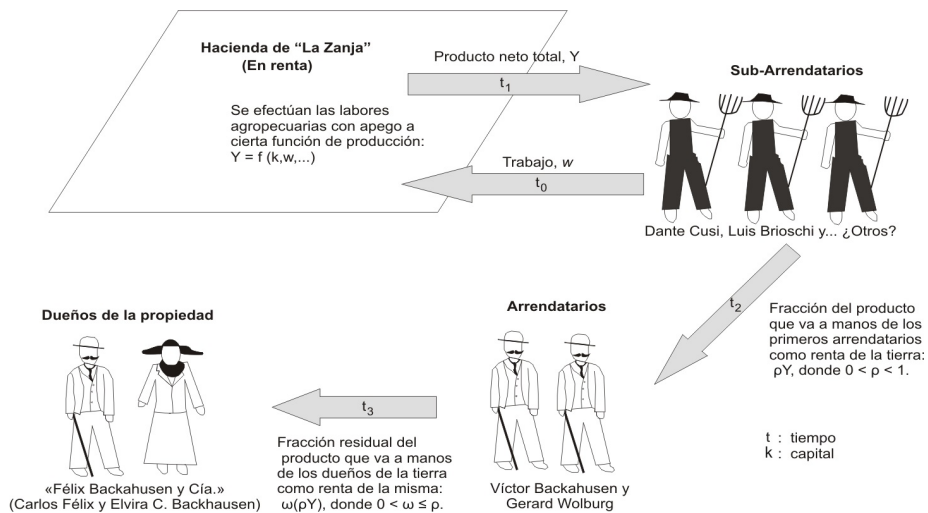 Hacienda de “La Zanja”
(En renta)
Se efectúan las labores
agropecuarias con apego a
cierta función de producción:
Y = f (k,w,...)
Producto neto total, Y
t1
Trabajo, w
t0
Sub-Arrendatarios
Dante Cusi, Luis Brioschi y... ¿Otros?
t2
Fracción del producto
que va a manos de los
primeros arrendatarios
como renta de la tierra:
ρY, donde 0 < ρ < 1.
t : tiempo
k : capital
Arrendatarios
Víctor Backahusen y
Gerard Wolburg
t3
Fracción residual del
producto que va a manos
de los dueños de la tierra
como renta de la misma:
ω(ρY), donde 0 < ω ≤ ρ.
Dueños de la propiedad
«Félix Backahusen y Cía.»
(Carlos Félix y Elvira C. Backhausen)